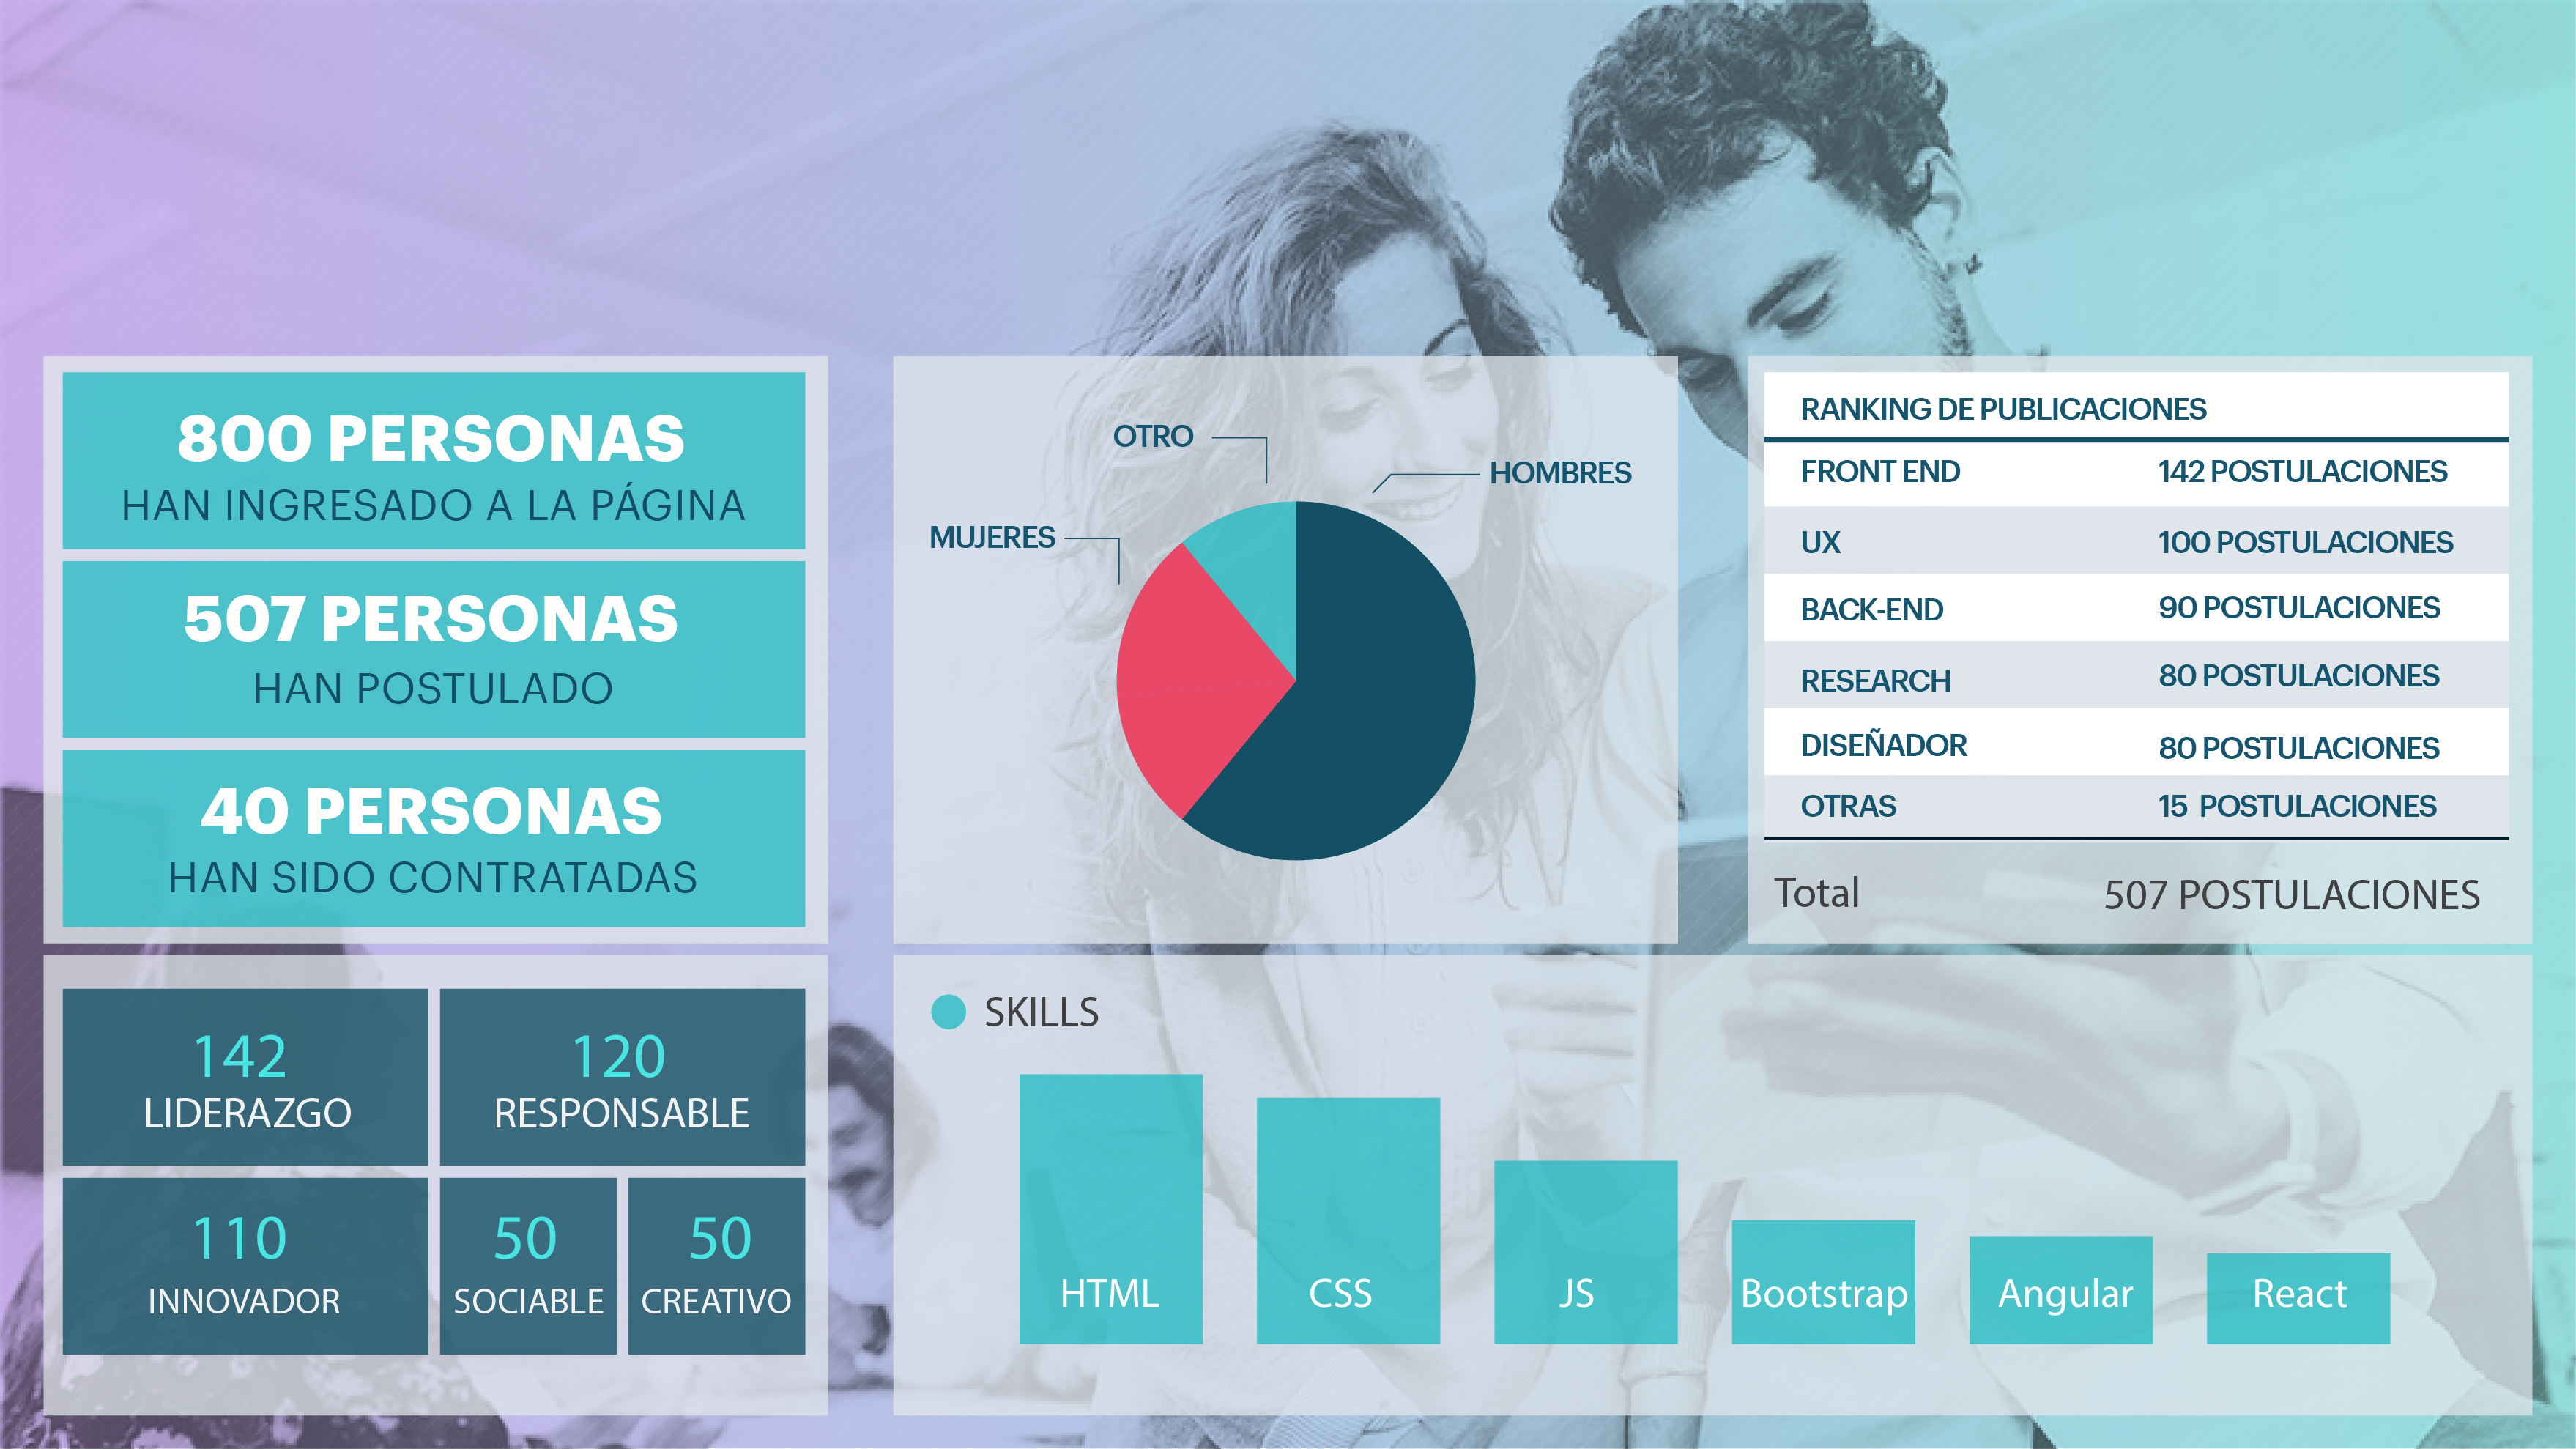 800 PERSONAS
HAN INGRESADO A LA PÁGINA
507 PERSONAS
HAN POSTULADO
40 PERSONAS
HAN SIDO CONTRATADAS
OTRO
HOMBRES
MUJERES
RANKING DE PUBLICACIONES
FRONT END 142 POSTULACIONES
UX 100 POSTULACIONES
BACK-END 90 POSTULACIONES
RESEARCH 80 POSTULACIONES
DISEÑADOR 80 POSTULACIONES
OTRAS 15 POSTULACIONES
Total 507 POSTULACIONES
142
LIDERAZGO
120
RESPONSABLE
110
INNOVADOR
50
SOCIABLE
50
CREATIVO
SKILLS
HTML
CSS
JS
Bootstrap
Angular
React